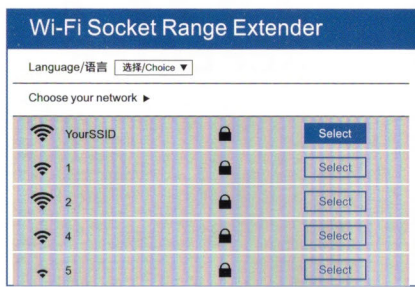 Wi-Fi Socket Range Extender
Language/语言 选择/Choice ▼
Choose your network ►
YourSSID Select
1 Select
2 Select
4 Select
5 Select